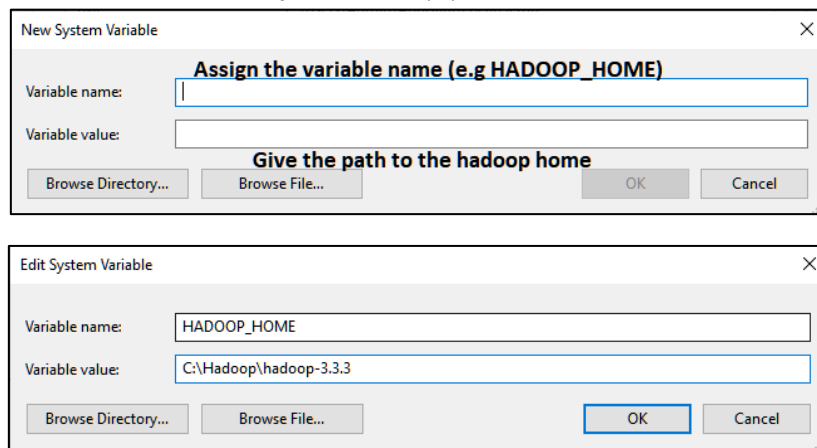 New System Variable
Assign the variable name (e.g HADOOP_HOME)
Variable name:
Variable value:
Give the path to the hadoop home
Browse Directory... Browse File... OK Cancel
Edit System Variable
Variable name: HADOOP_HOME
Variable value: C:\Hadoop\hadoop-3.3.3
Browse Directory... Browse File... OK Cancel